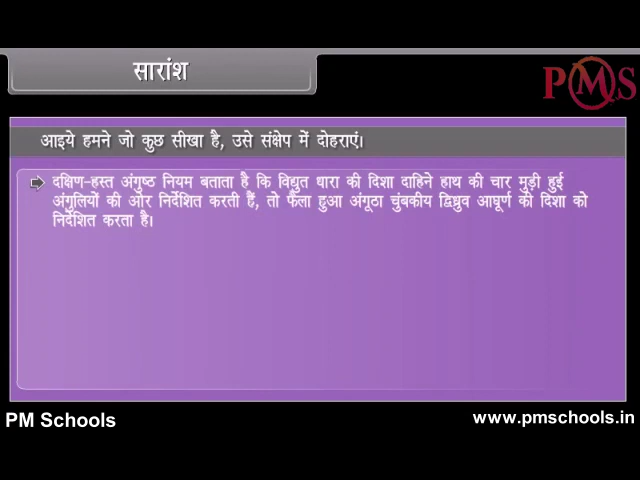 सारांश
PMS
आइये हमने जो कुछ सीखा है, उसे संक्षेप में दोहराएं।
दक्षिण-हस्त अंगुष्ठ नियम बताता है कि विद्युत धारा की दिशा दाहिने हाथ की चार मुड़ी हुई
अंगुलियों की ओर निर्देशित करती हैं, तो फैला हुआ अंगूठा चुंबकीय द्विध्रुव आघूर्ण की दिशा को
निर्देशित करता है।
PM Schools
www.pmschools.in